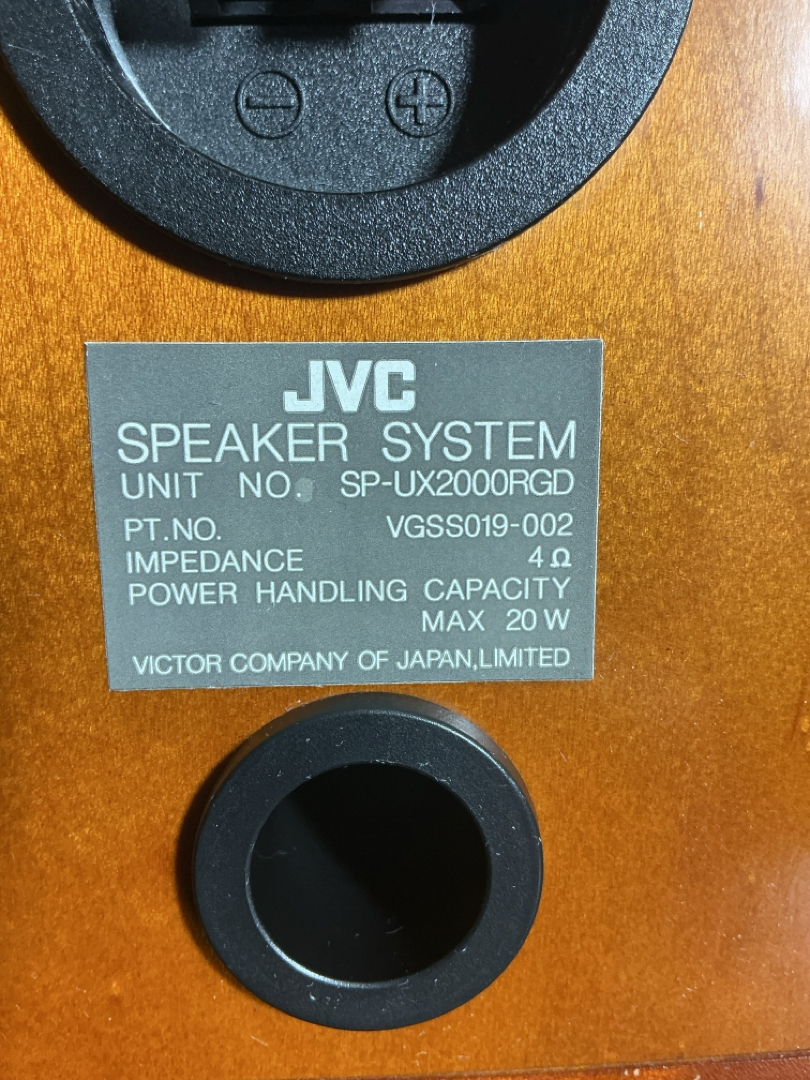 − +
JVC
SPEAKER SYSTEM
UNIT NO. SP-UX2000RGD
PT.NO. VGSS019-002
IMPEDANCE 4Ω
POWER HANDLING CAPACITY
MAX 20 W
VICTOR COMPANY OF JAPAN,LIMITED